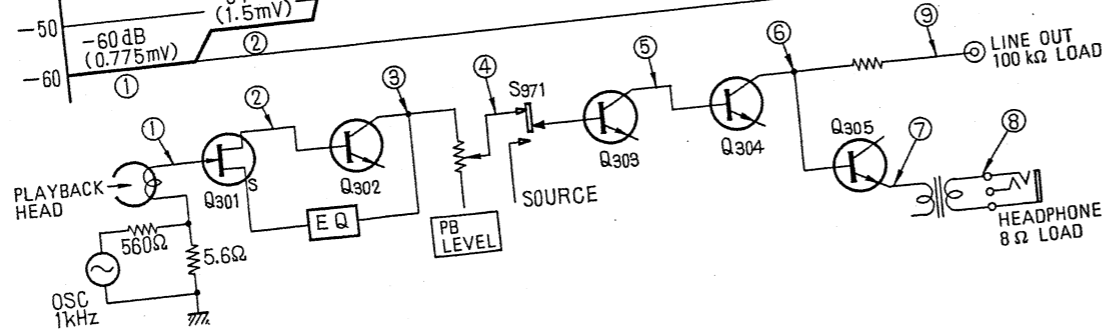 −50
(1.5mV)
−60dB
(0.775mV)
②
−60
①
⑥
⑨
LINE OUT
100 kΩ LOAD
⑤
④
③
S971
②
①
Q301
S
Q302
Q303
Q304
Q305
⑦
⑧
PLAYBACK
HEAD
SOURCE
EQ
PB
LEVEL
HEADPHONE
8 Ω LOAD
560Ω
5.6Ω
OSC
1kHz